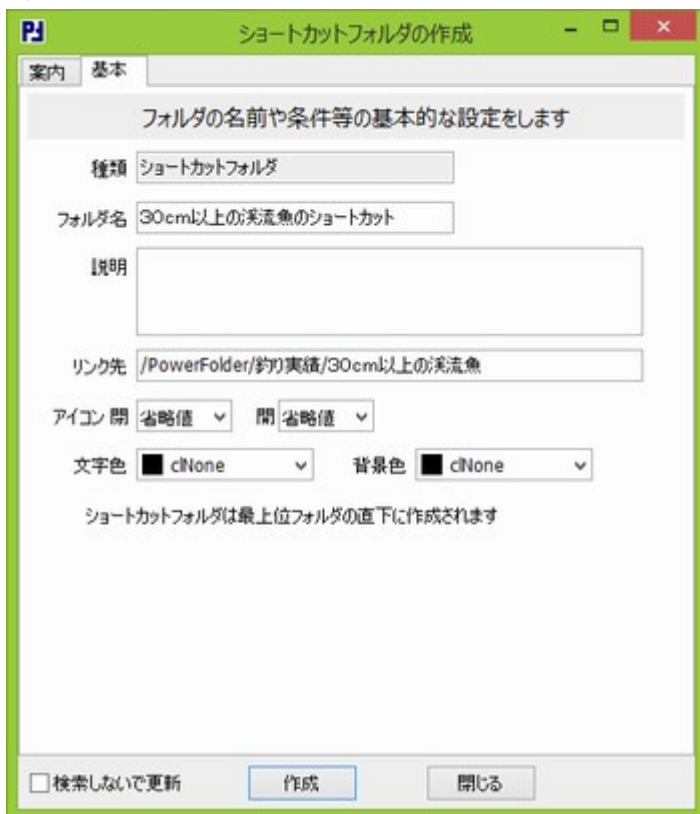 ショートカットフォルダの作成
案内 基本
フォルダの名前や条件等の基本的な設定をします
種類 ショートカットフォルダ
フォルダ名 30cm以上の渓流魚のショートカット
説明
リンク先 /PowerFolder/釣り実績/30cm以上の渓流魚
アイコン 閉 省略値 開 省略値
文字色 clNone 背景色 clNone
ショートカットフォルダは最上位フォルダの直下に作成されます
検索しないで更新 作成 閉じる